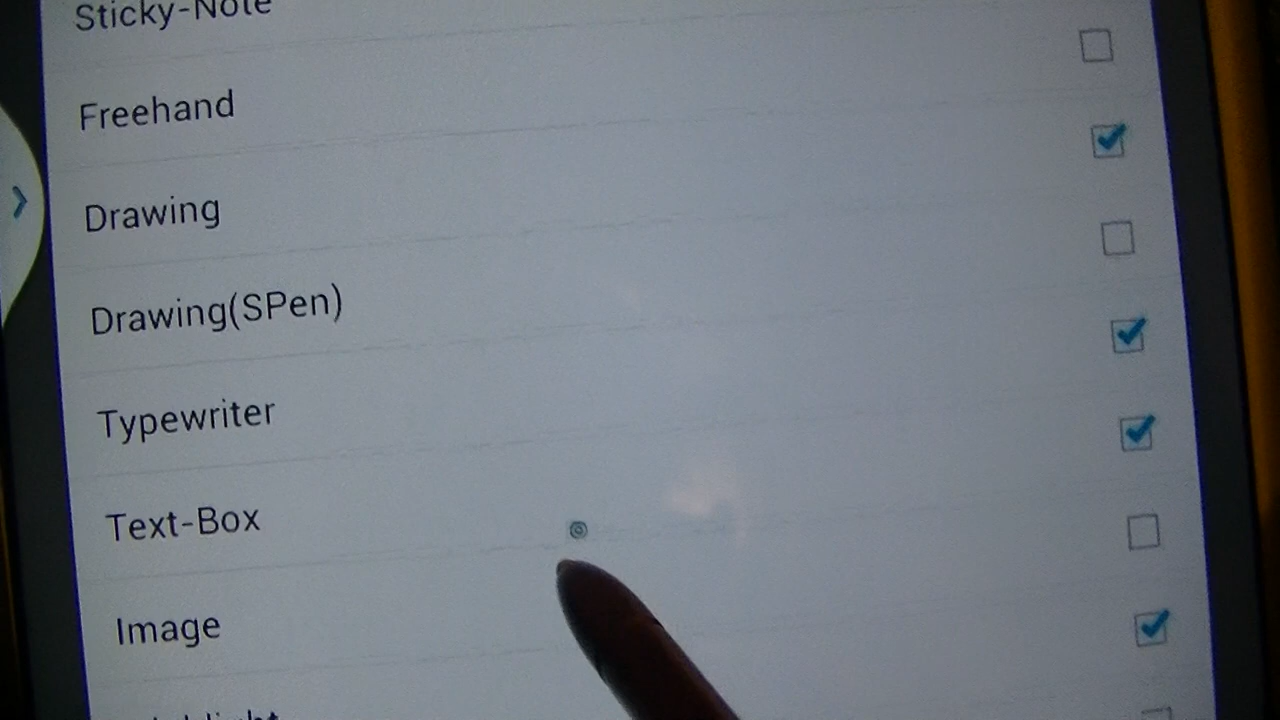 Sticky-Note
Freehand
Drawing
Drawing(SPen)
Typewriter
Text-Box
Image